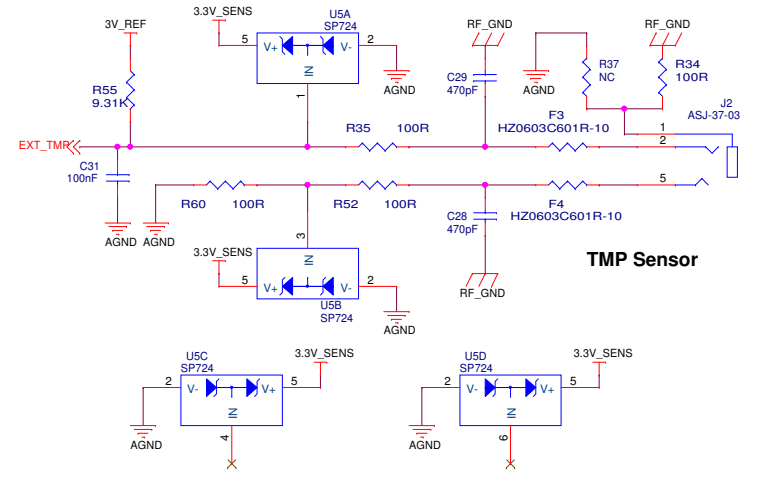 3.3V_SENS
U5A
SP724
3V_REF
RF_GND
RF_GND
5
V+
V-
2
IN
R55
9.31K
AGND
C29
470pF
AGND
R37
NC
R34
100R
1
J2
ASJ-37-03
R35
100R
F3
HZ0603C601R-10
1
2
EXT_TMP
C31
100nF
5
R60
100R
R52
100R
F4
HZ0603C601R-10
C28
470pF
AGND
AGND
3
3.3V_SENS
IN
TMP Sensor
5
V+
V-
2
RF_GND
U5B
SP724
AGND
U5C
SP724
3.3V_SENS
2
V-
V+
5
IN
AGND
4
U5D
SP724
3.3V_SENS
2
V-
V+
5
IN
AGND
6